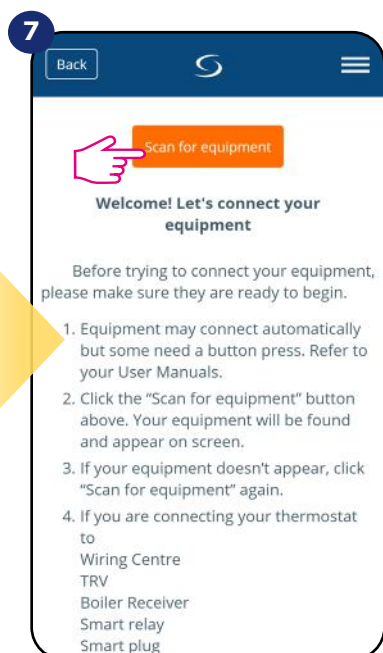 7
Back
Scan for equipment
Welcome! Let's connect your
equipment
Before trying to connect your equipment,
please make sure they are ready to begin.
1. Equipment may connect automatically
but some need a button press. Refer to
your User Manuals.
2. Click the “Scan for equipment” button
above. Your equipment will be found
and appear on screen.
3. If your equipment doesn't appear, click
“Scan for equipment” again.
4. If you are connecting your thermostat
to
Wiring Centre
TRV
Boiler Receiver
Smart relay
Smart plug